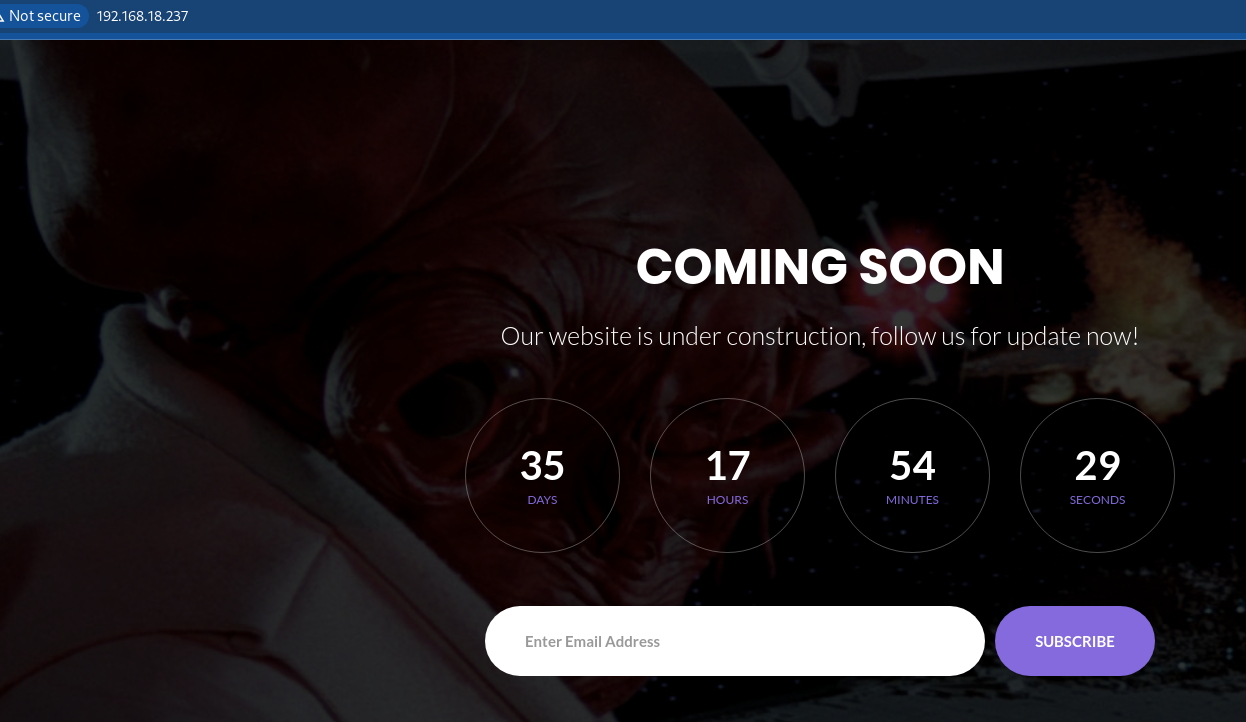 Not secure 192.168.18.237
COMING SOON
Our website is under construction, follow us for update now!
35 17 54 29
DAYS HOURS MINUTES SECONDS
Enter Email Address SUBSCRIBE